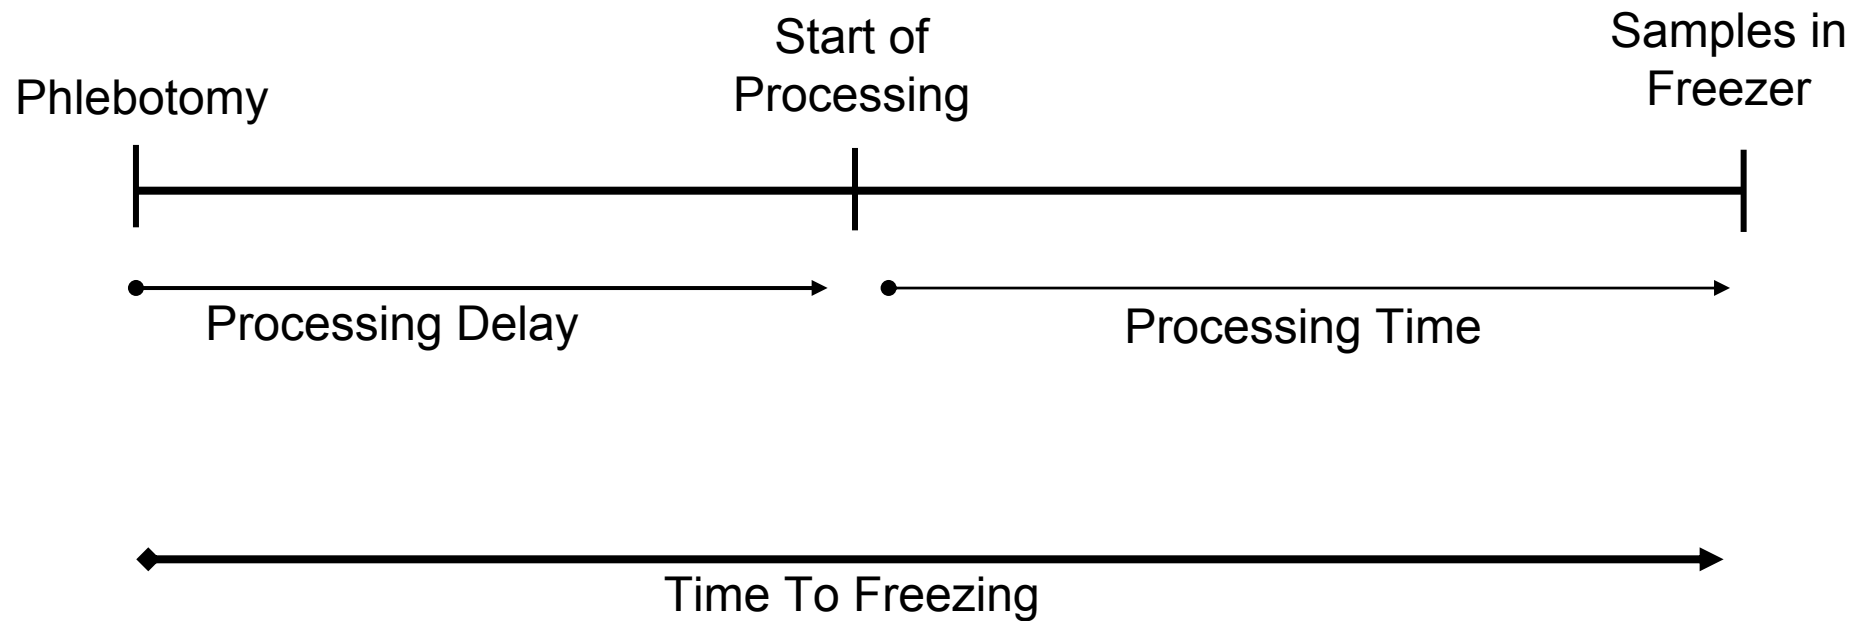 Phlebotomy
Start of
Processing
Samples in
Freezer
Processing Delay
Processing Time
Time To Freezing